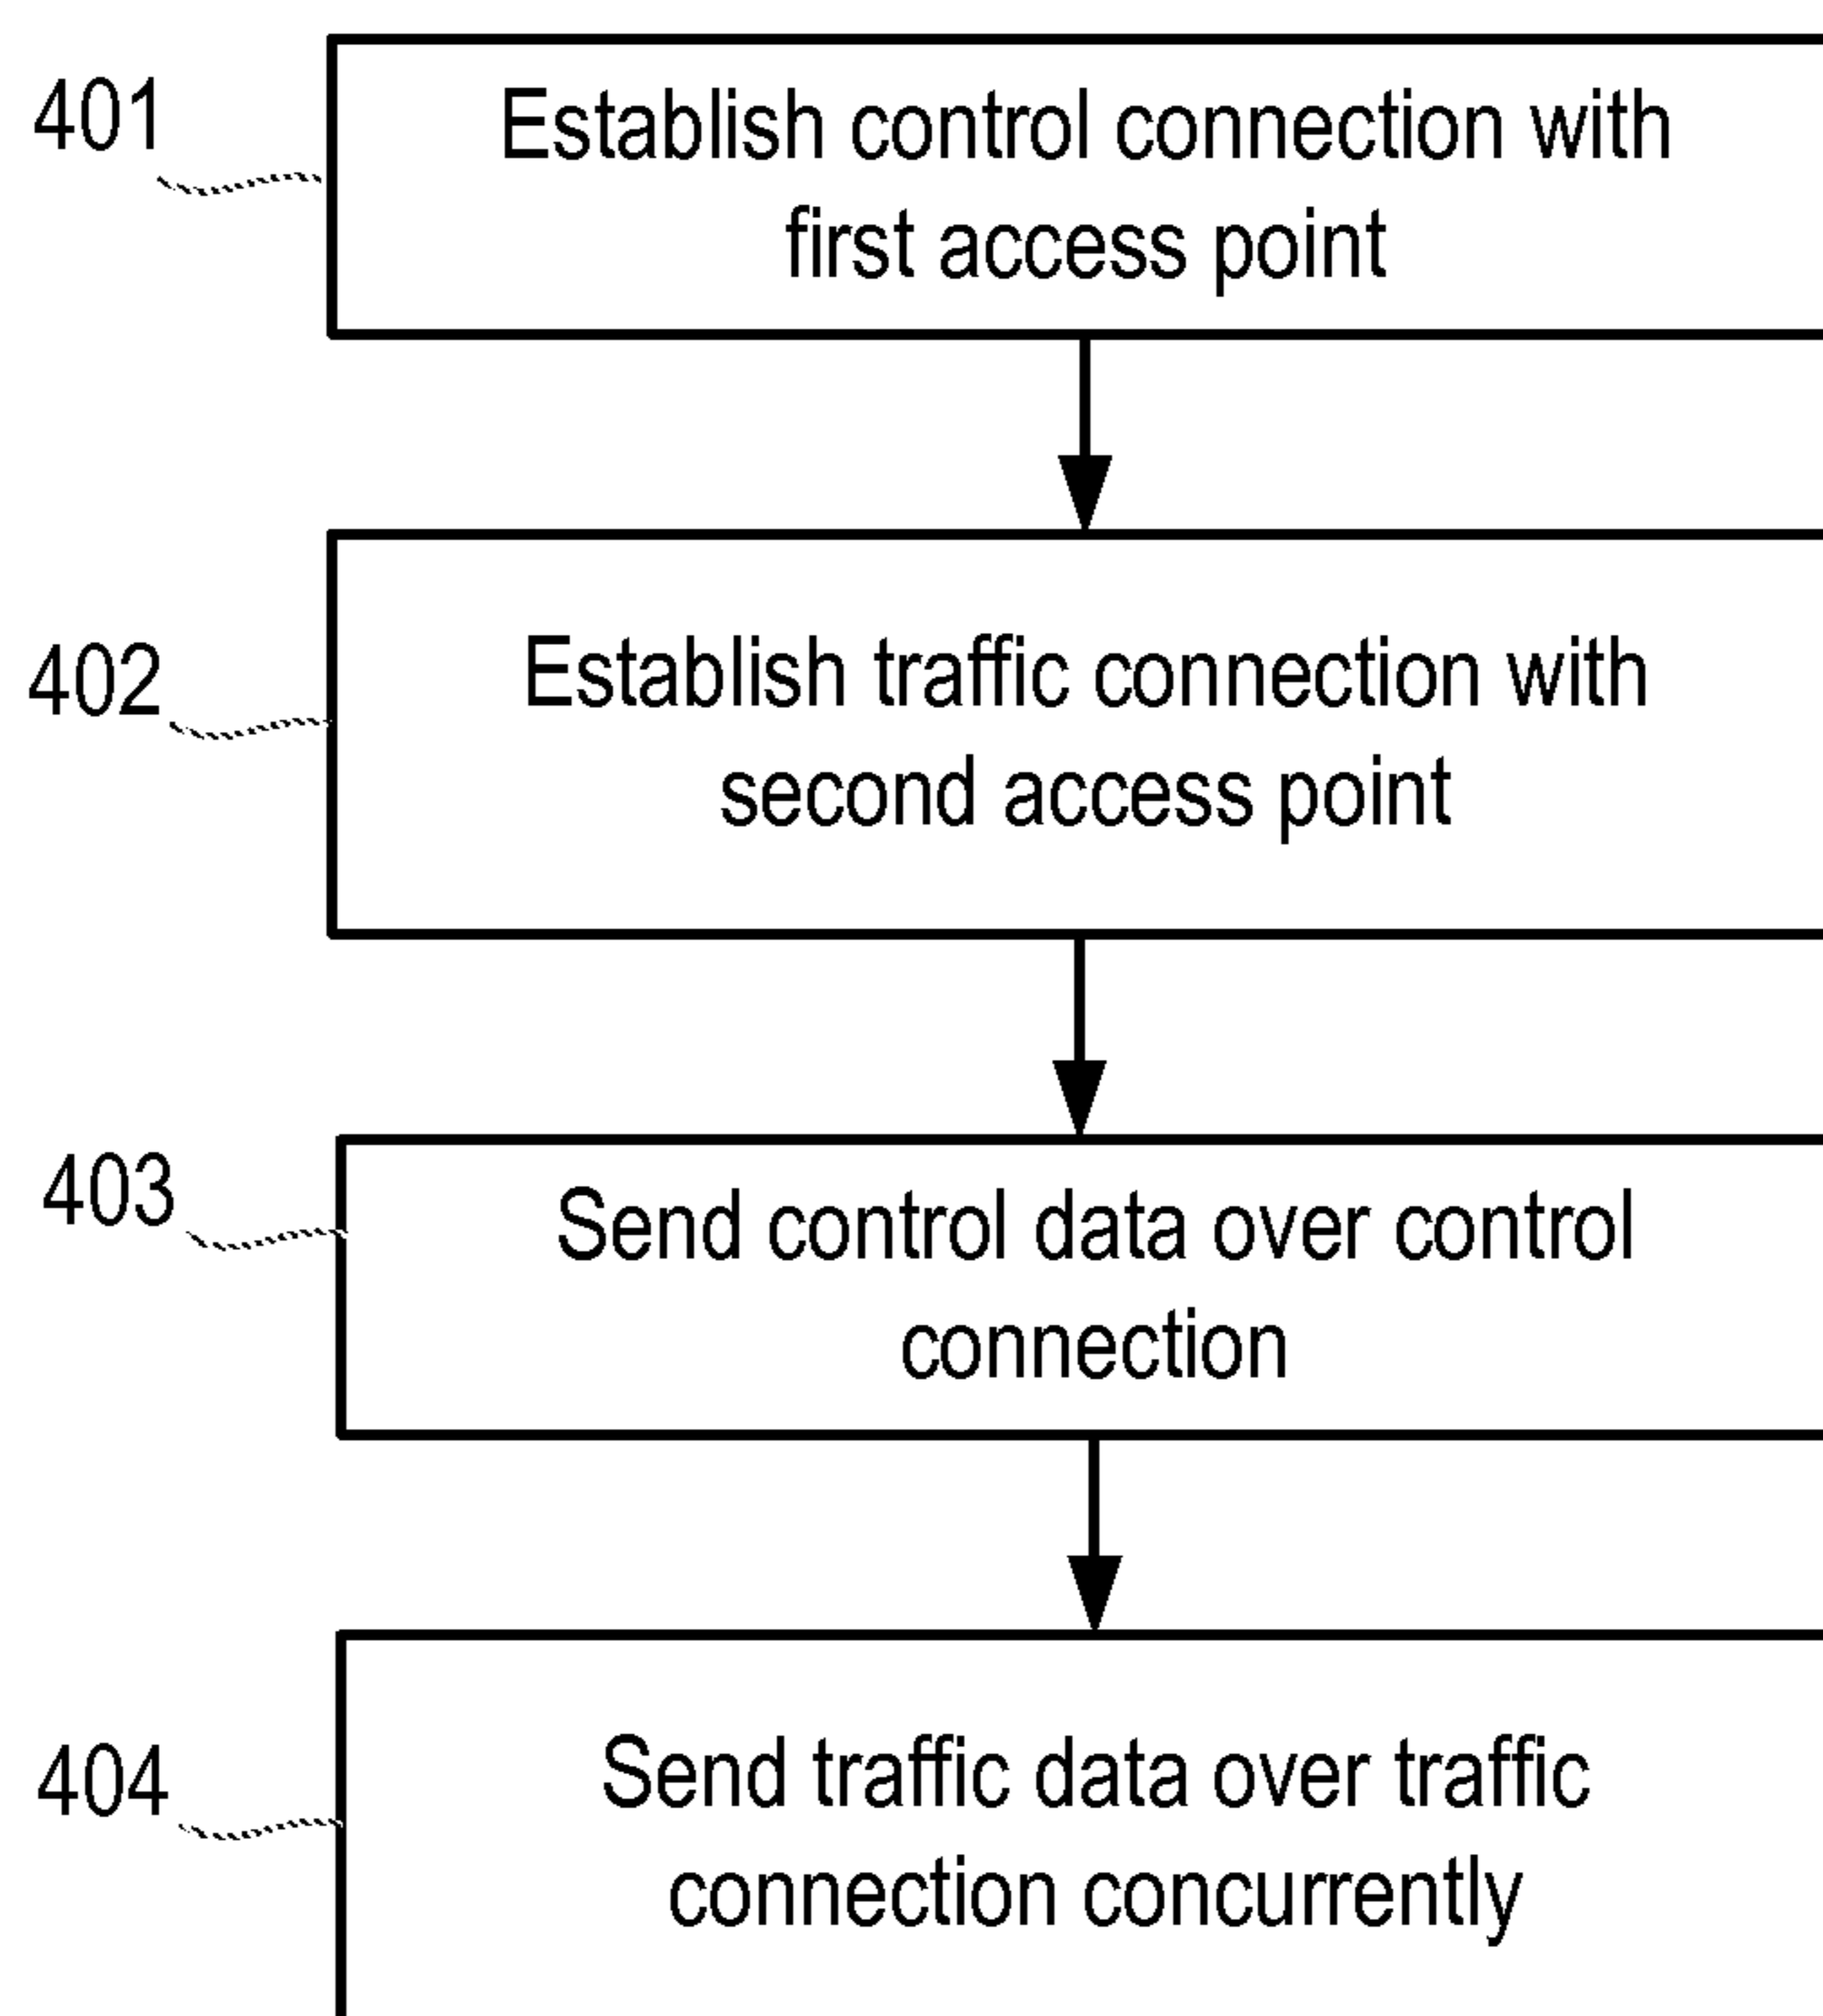 401
Establish control connection with
first access point
402
Establish traffic connection with
second access point
403
Send control data over control
connection
404
Send traffic data over traffic
connection concurrently